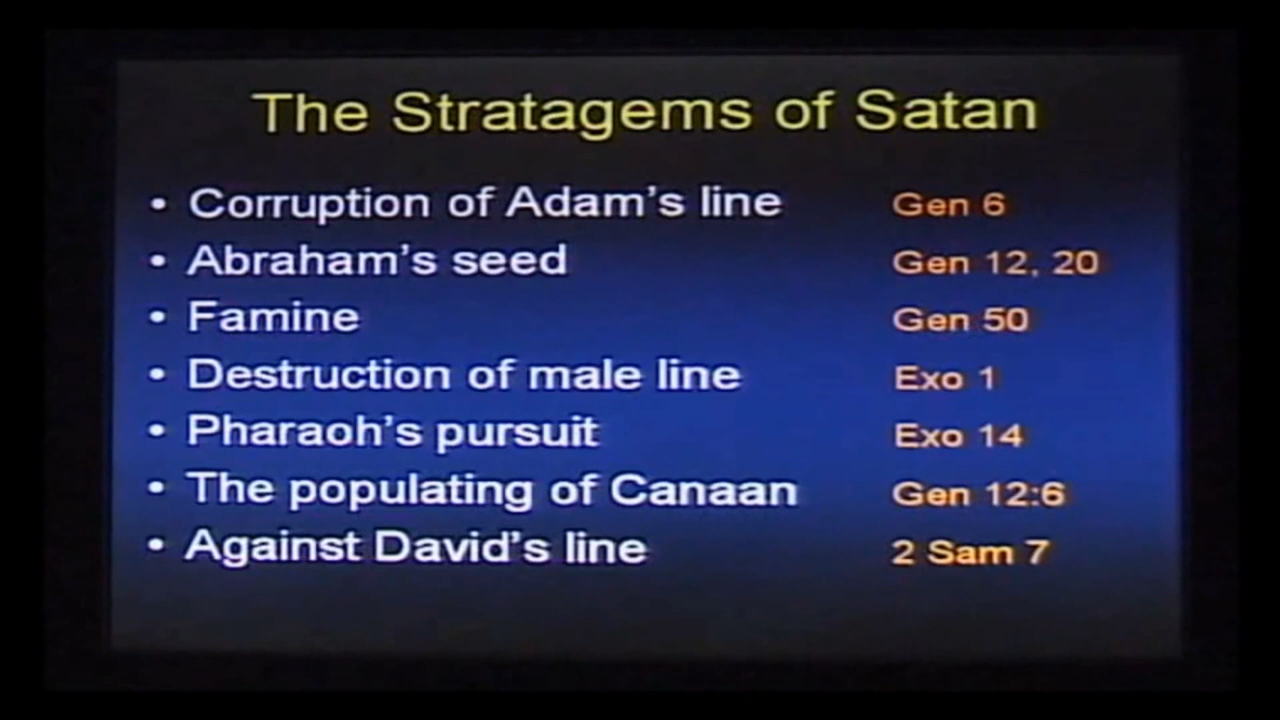 The Stratagems of Satan
• Corruption of Adam's line Gen 6
• Abraham's seed Gen 12, 20
• Famine Gen 50
• Destruction of male line Exo 1
• Pharaoh's pursuit Exo 14
• The populating of Canaan Gen 12:6
• Against David's line 2 Sam 7